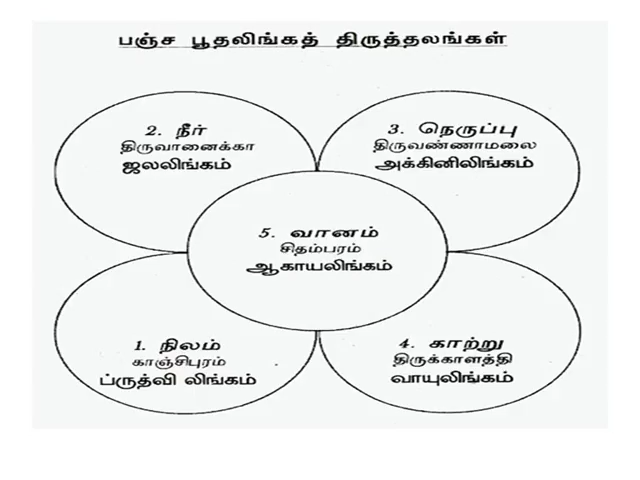 பஞ்ச பூதலிங்கத் திருத்தலங்கள்
2. நீர்
திருவானைக்கா
ஜலலிங்கம்
3. நெருப்பு
திருவண்ணாமலை
அக்கினிலிங்கம்
5. வானம்
சிதம்பரம்
ஆகாயலிங்கம்
1. நிலம்
காஞ்சிபுரம்
ப்ருத்வி லிங்கம்
4. காற்று
திருக்காளத்தி
வாயுலிங்கம்